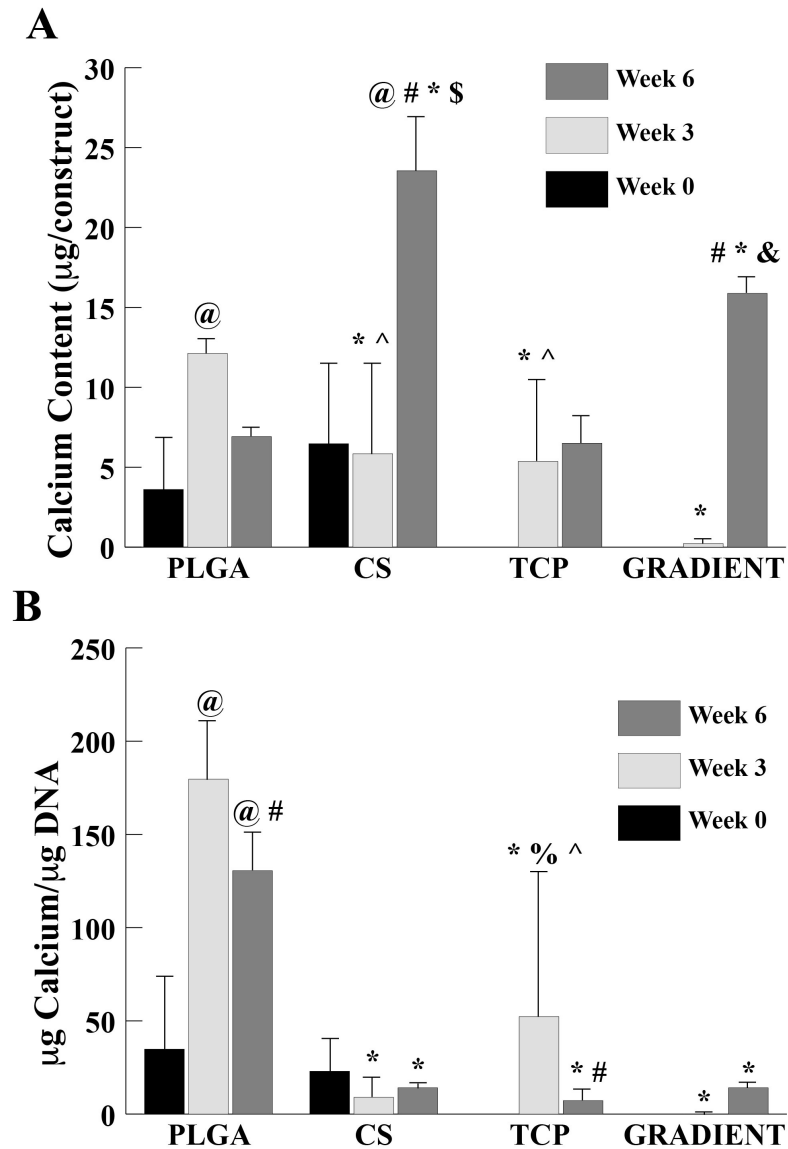 A
Calcium Content (μg/construct)
30
25
20
15
10
5
0
@ # * $
Week 6
Week 3
Week 0
# * &
@
* ^
* ^
*
PLGA CS TCP GRADIENT
B
μg Calcium/μg DNA
250
200
150
100
50
0
@
Week 6
Week 3
Week 0
@ #
* % ^
* * * # * *
PLGA CS TCP GRADIENT